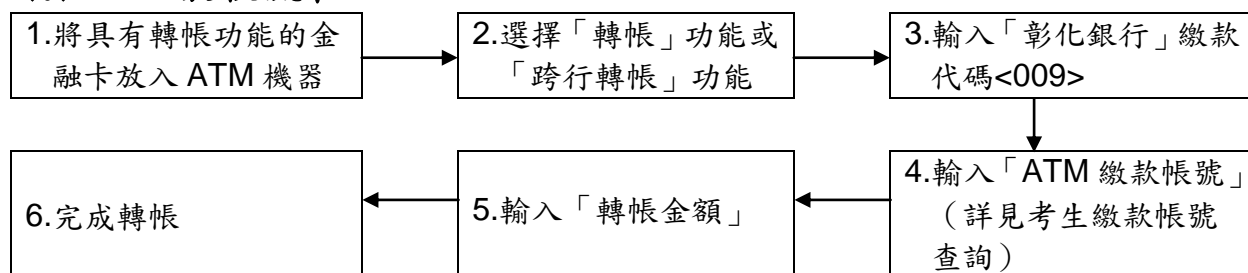 1.將具有轉帳功能的金
融卡放入 ATM 機器
2.選擇「轉帳」功能或
「跨行轉帳」功能
3.輸入「彰化銀行」繳款
代碼<009>
4.輸入「ATM 繳款帳號」
（詳見考生繳款帳號
查詢）
5.輸入「轉帳金額」
6.完成轉帳